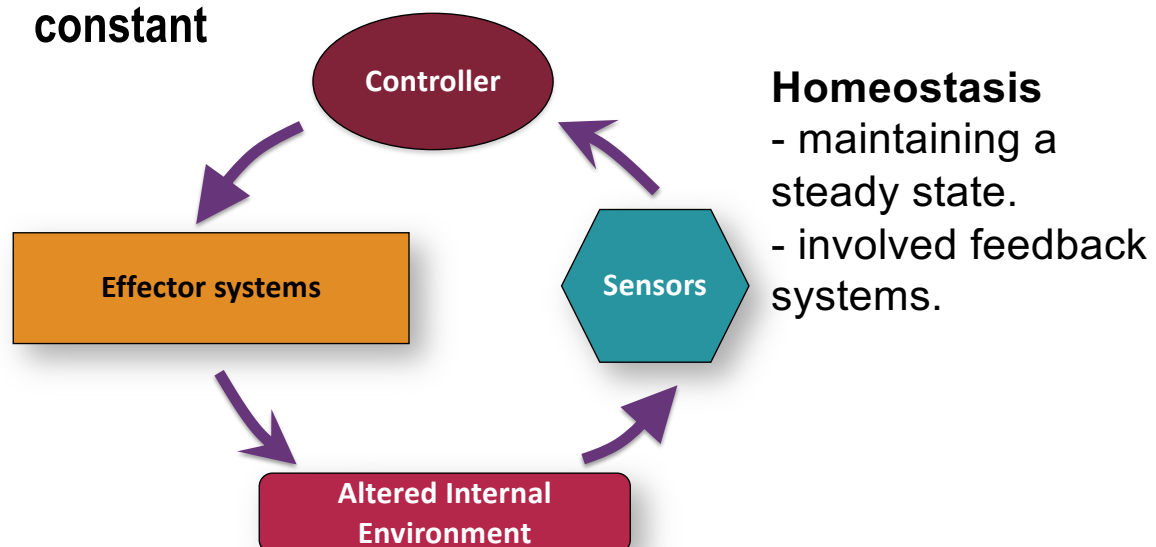 constant
Controller
Homeostasis
- maintaining a
steady state.
- involved feedback
systems.
Effector systems
Sensors
Altered Internal
Environment